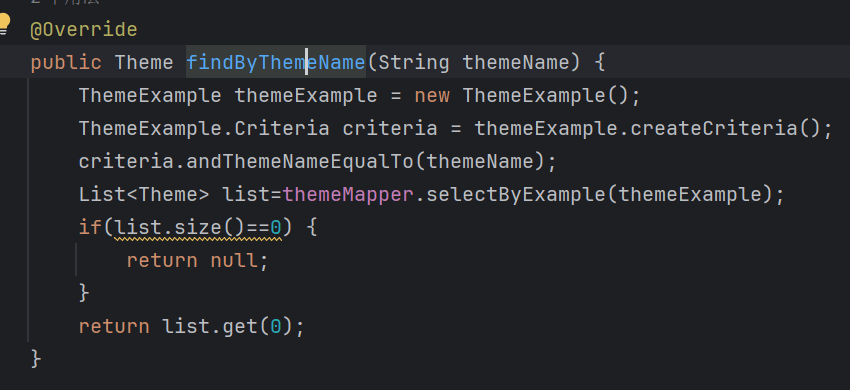 @Override
public Theme findByThemeName(String themeName) {
ThemeExample themeExample = new ThemeExample();
ThemeExample.Criteria criteria = themeExample.createCriteria();
criteria.andThemeNameEqualTo(themeName);
List<Theme> list=themeMapper.selectByExample(themeExample);
if(list.size()==0) {
return null;
}
return list.get(0);
}